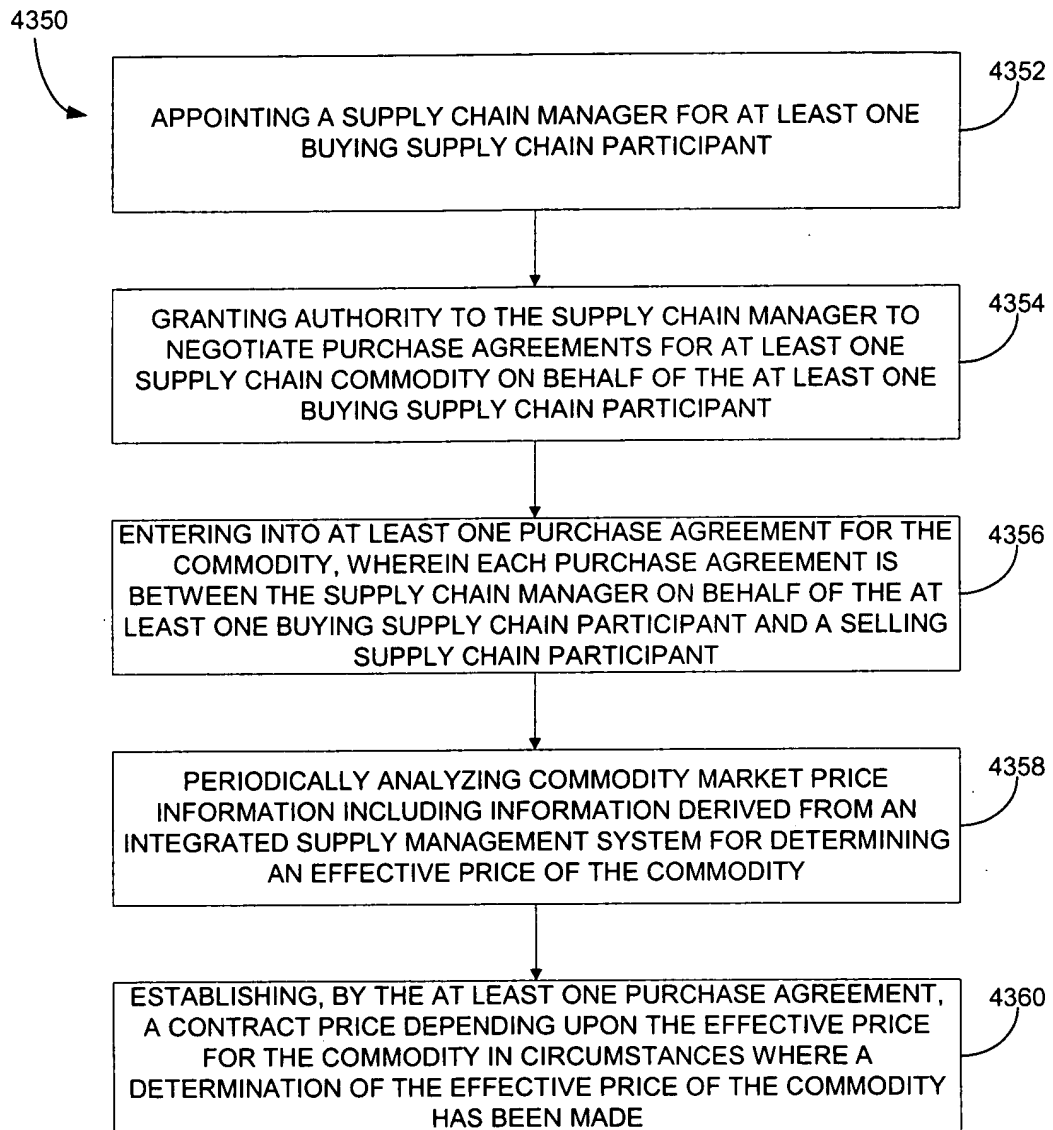 4350
4352
APPOINTING A SUPPLY CHAIN MANAGER FOR AT LEAST ONE
BUYING SUPPLY CHAIN PARTICIPANT
4354
GRANTING AUTHORITY TO THE SUPPLY CHAIN MANAGER TO
NEGOTIATE PURCHASE AGREEMENTS FOR AT LEAST ONE
SUPPLY CHAIN COMMODITY ON BEHALF OF THE AT LEAST ONE
BUYING SUPPLY CHAIN PARTICIPANT
4356
ENTERING INTO AT LEAST ONE PURCHASE AGREEMENT FOR THE
COMMODITY, WHEREIN EACH PURCHASE AGREEMENT IS
BETWEEN THE SUPPLY CHAIN MANAGER ON BEHALF OF THE AT
LEAST ONE BUYING SUPPLY CHAIN PARTICIPANT AND A SELLING
SUPPLY CHAIN PARTICIPANT
4358
PERIODICALLY ANALYZING COMMODITY MARKET PRICE
INFORMATION INCLUDING INFORMATION DERIVED FROM AN
INTEGRATED SUPPLY MANAGEMENT SYSTEM FOR DETERMINING
AN EFFECTIVE PRICE OF THE COMMODITY
4360
ESTABLISHING, BY THE AT LEAST ONE PURCHASE AGREEMENT,
A CONTRACT PRICE DEPENDING UPON THE EFFECTIVE PRICE
FOR THE COMMODITY IN CIRCUMSTANCES WHERE A
DETERMINATION OF THE EFFECTIVE PRICE OF THE COMMODITY
HAS BEEN MADE